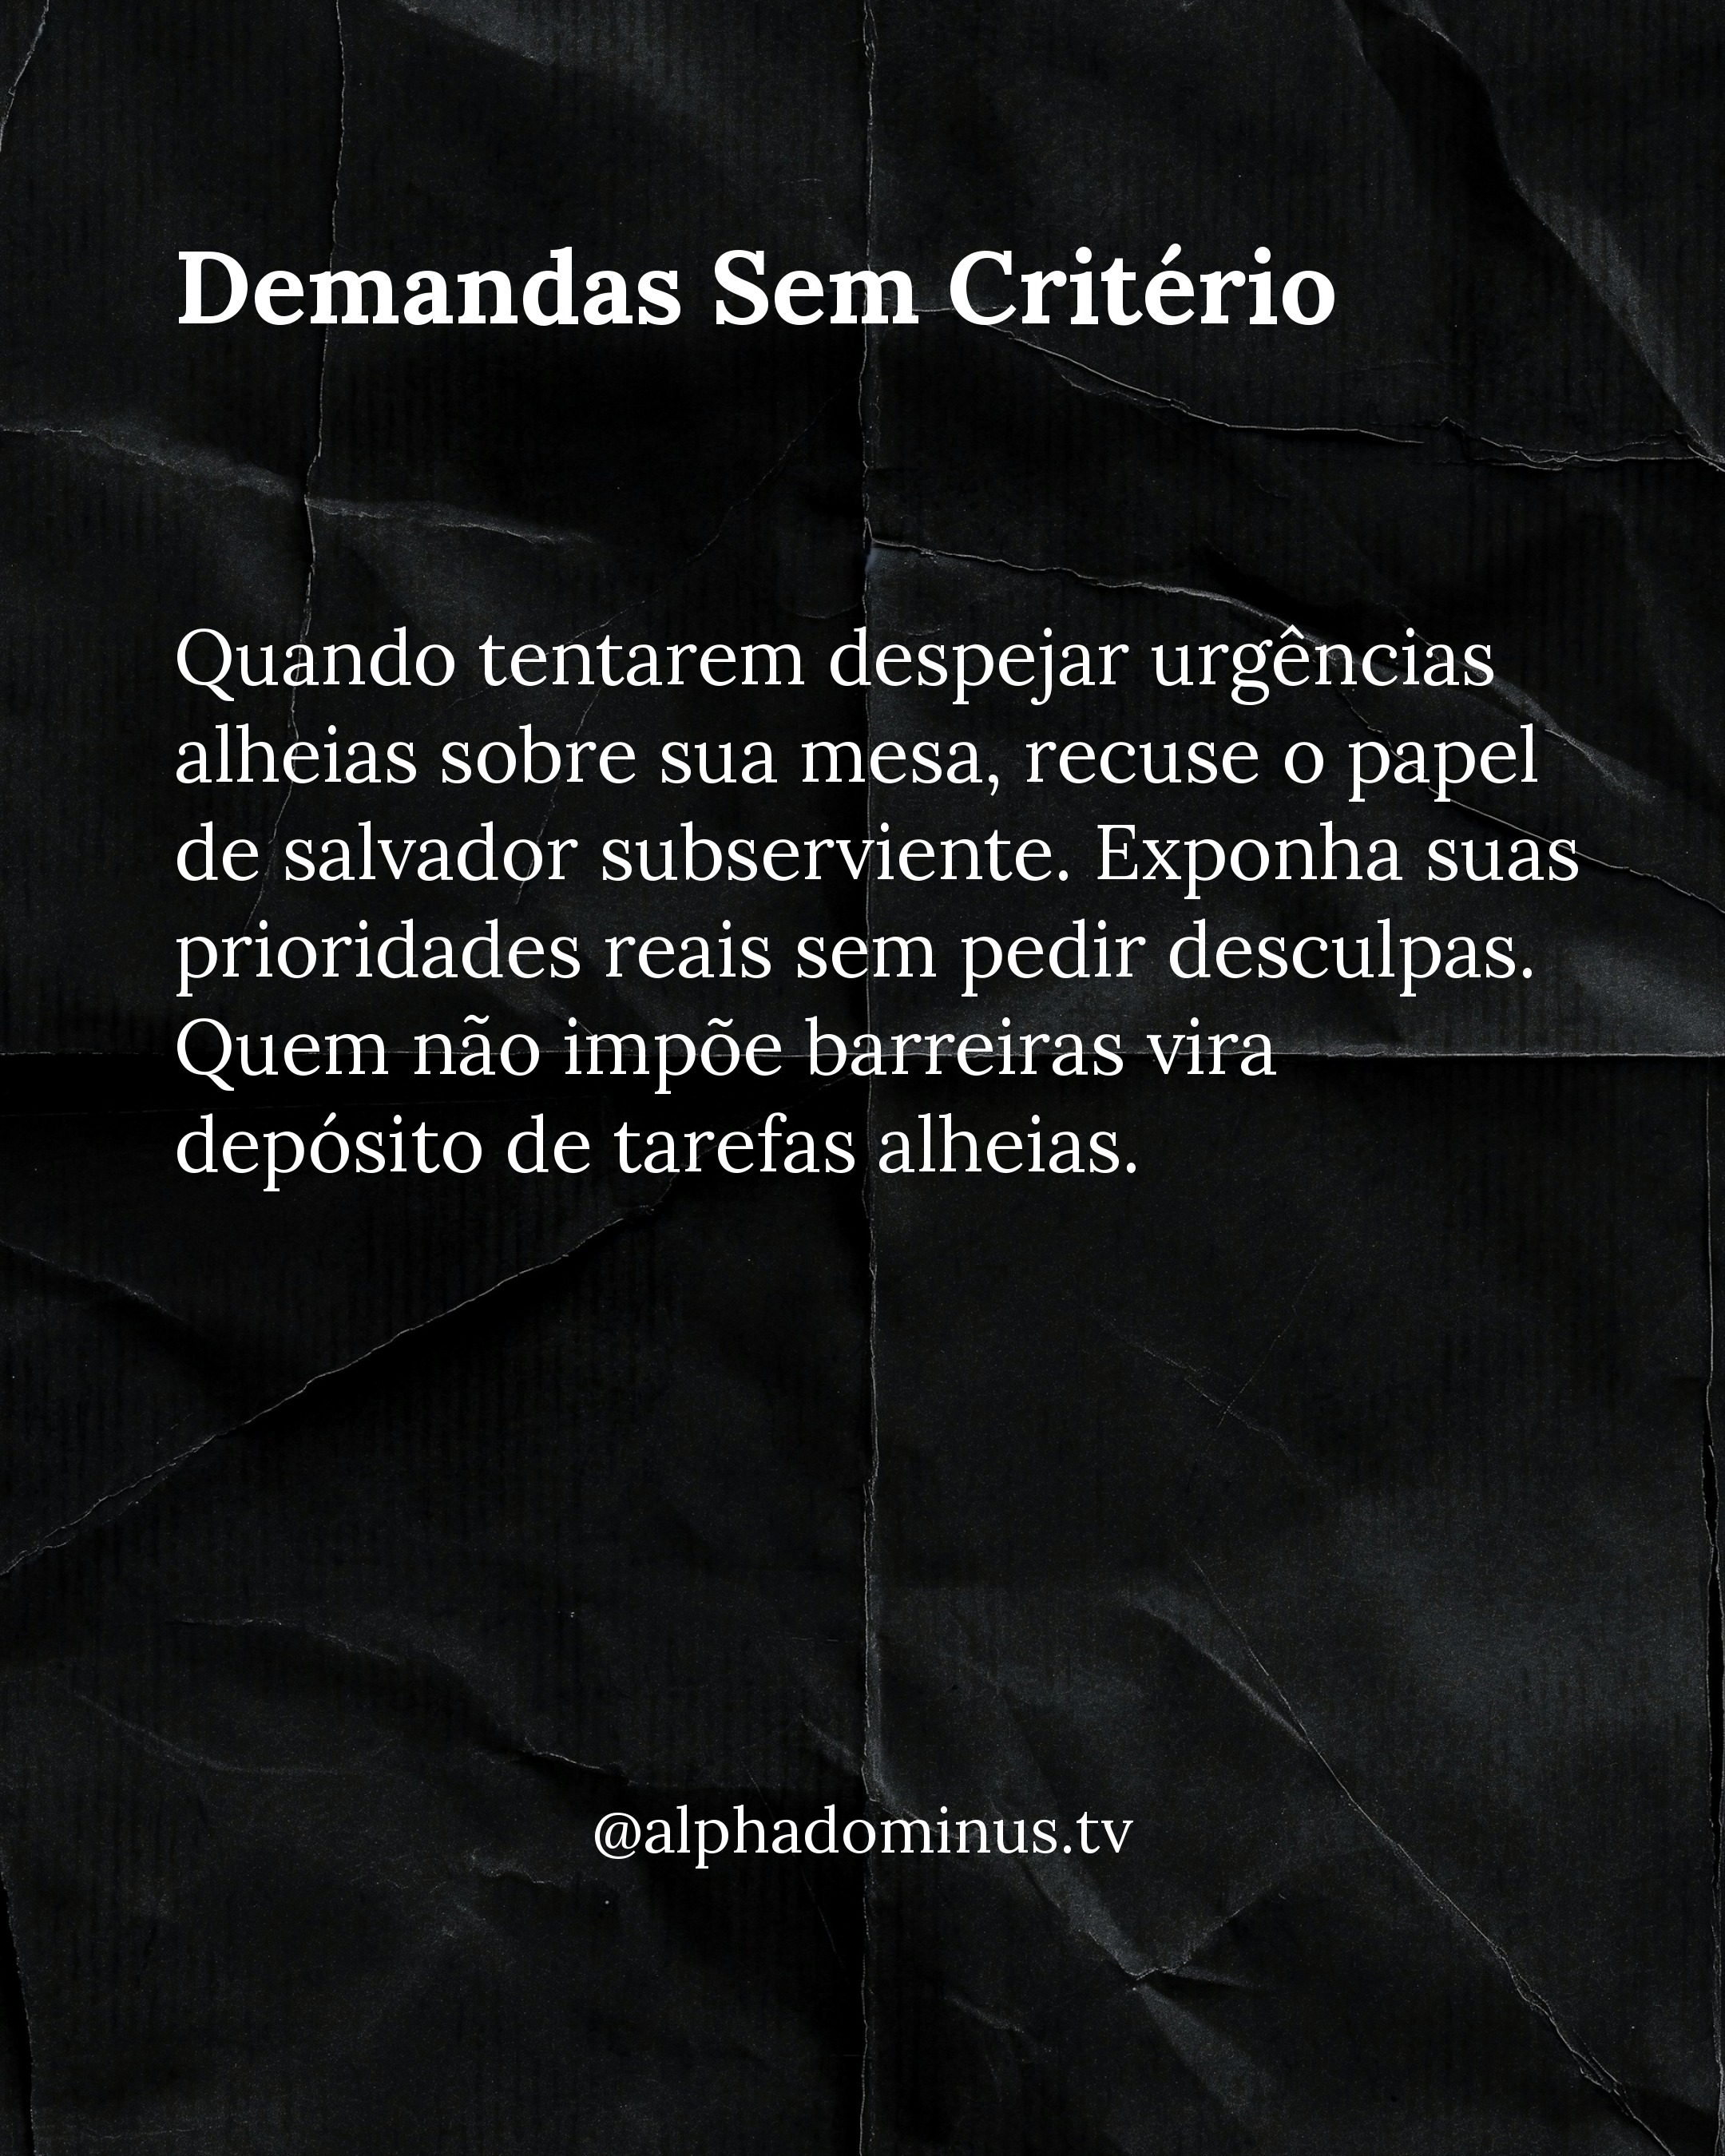 Demandas Sem Critério
Quando tentarem despejar urgências
alheias sobre sua mesa, recuse o papel
de salvador subserviente. Exponha suas
prioridades reais sem pedir desculpas.
Quem não impõe barreiras vira
depósito de tarefas alheias.
@alphadominus.tv